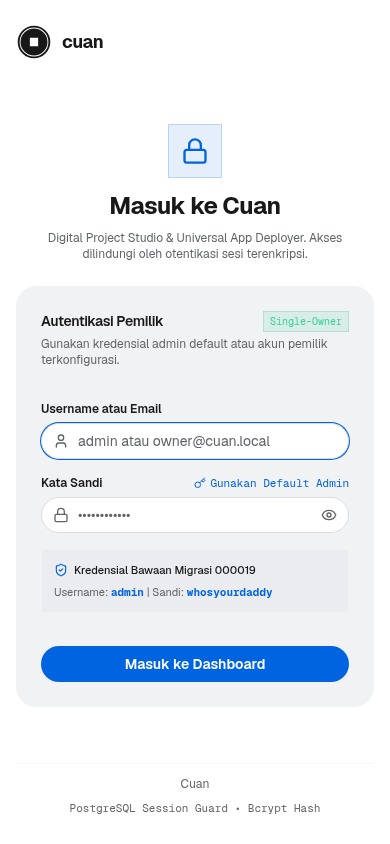 cuan
Masuk ke Cuan
Digital Project Studio & Universal App Deployer. Akses
dilindungi oleh otentikasi sesi terenkripsi.
Autentikasi Pemilik
Single-Owner
Gunakan kredensial admin default atau akun pemilik
terkonfigurasi.
Username atau Email
admin atau owner@cuan.local
Kata Sandi
Gunakan Default Admin
••••••••••••
Kredensial Bawaan Migrasi 000019
Username: admin | Sandi: whosyourdaddy
Masuk ke Dashboard
Cuan
PostgreSQL Session Guard • Bcrypt Hash